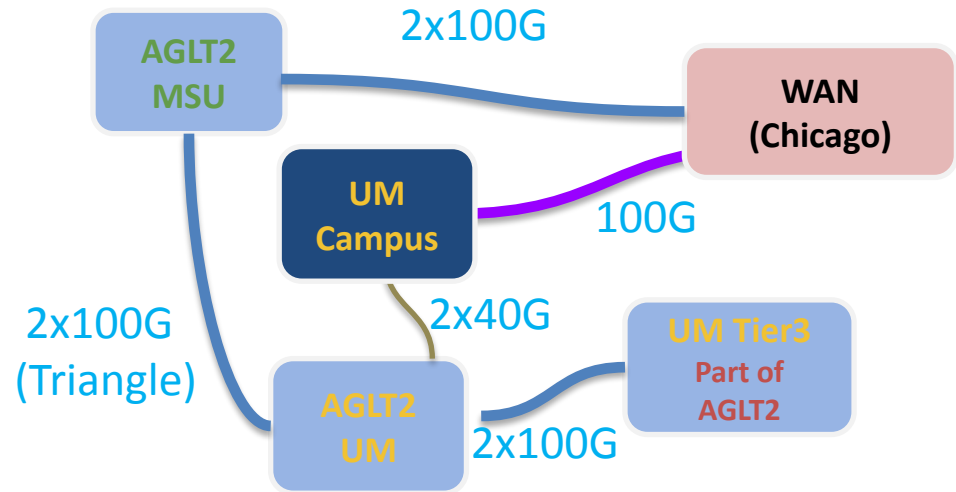 2x100G
AGLT2
MSU
WAN
(Chicago)
UM
Campus
100G
2x40G
2x100G
(Triangle)
UM Tier3
Part of
AGLT2
AGLT2
UM
2x100G